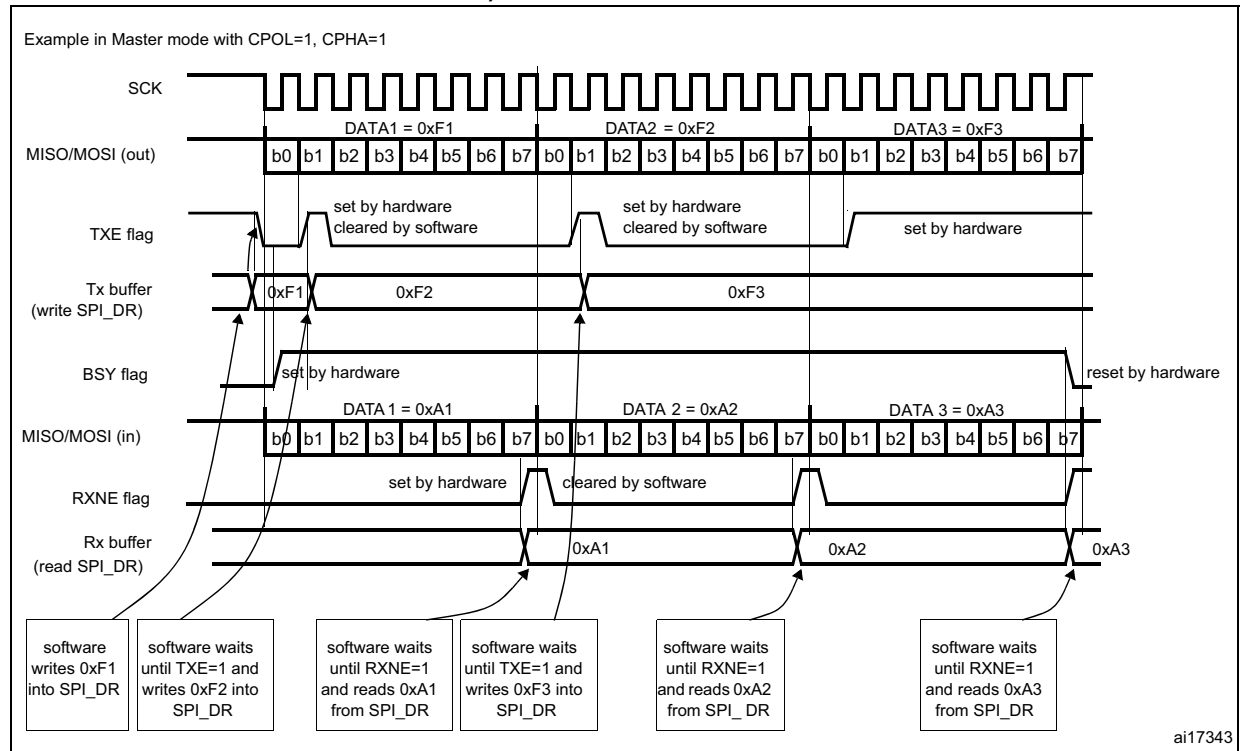 Example in Master mode with CPOL=1, CPHA=1
SCK
DATA1 = 0xF1
DATA2 = 0xF2
DATA3 = 0xF3
MISO/MOSI (out)
b0 b1 b2 b3 b4 b5 b6 b7 b0 b1 b2 b3 b4 b5 b6 b7 b0 b1 b2 b3 b4 b5 b6 b7
TXE flag
set by hardware
cleared by software
set by hardware
cleared by software
set by hardware
Tx buffer
(write SPI_DR)
0xF1
0xF2
0xF3
BSY flag
set by hardware
reset by hardware
DATA 1 = 0xA1
DATA 2 = 0xA2
DATA 3 = 0xA3
MISO/MOSI (in)
b0 b1 b2 b3 b4 b5 b6 b7 b0 b1 b2 b3 b4 b5 b6 b7 b0 b1 b2 b3 b4 b5 b6 b7
RXNE flag
set by hardware
cleared by software
Rx buffer
(read SPI_DR)
0xA1
0xA2
0xA3
software
writes 0xF1
into SPI_DR
software waits
until TXE=1 and
writes 0xF2 into
SPI_DR
software waits
until RXNE=1
and reads 0xA1
from SPI_DR
software waits
until TXE=1 and
writes 0xF3 into
SPI_DR
software waits
until RXNE=1
and reads 0xA2
from SPI_ DR
software waits
until RXNE=1
and reads 0xA3
from SPI_DR
ai17343